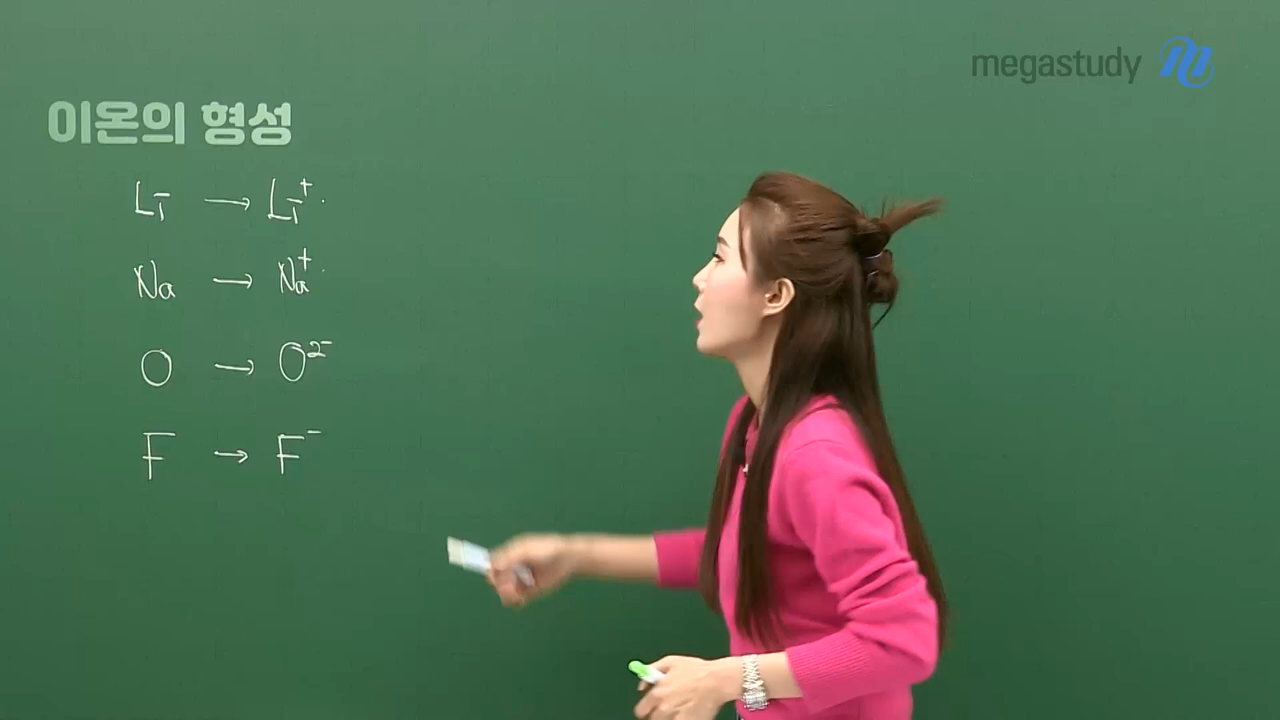 megastudy
이온의 형성
Li → Li⁺
Na → Na⁺
O → O²⁻
F → F⁻